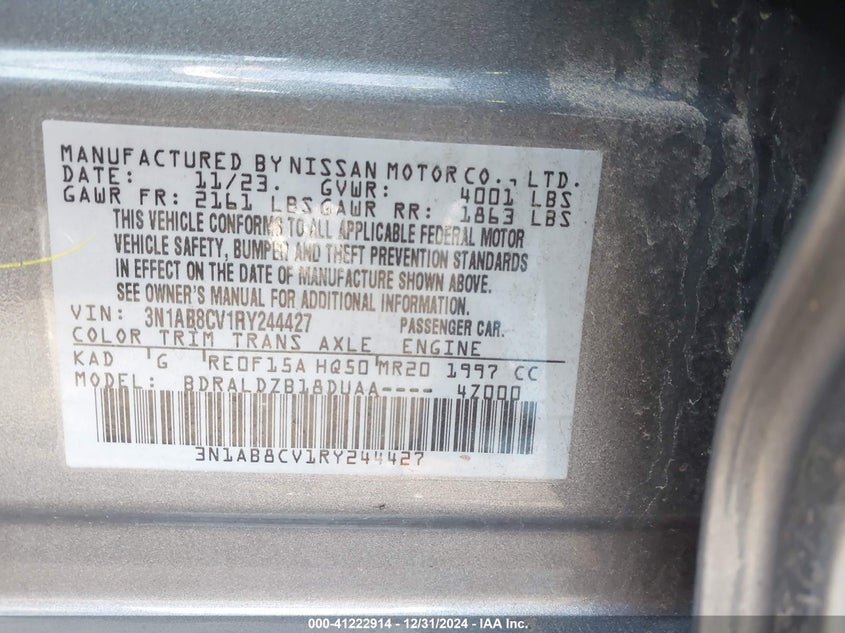 MANUFACTURED BY NISSAN MOTOR CO., LTD.
DATE: 11/23. GVWR: 4001 LBS
GAWR FR: 2161 LBS GAWR RR: 1863 LBS
THIS VEHICLE CONFORMS TO ALL APPLICABLE FEDERAL MOTOR
VEHICLE SAFETY, BUMPER AND THEFT PREVENTION STANDARDS
IN EFFECT ON THE DATE OF MANUFACTURE SHOWN ABOVE.
SEE OWNER'S MANUAL FOR ADDITIONAL INFORMATION.
VIN: 3N1AB8CV1RY244427 PASSENGER CAR.
COLOR TRIM TRANS AXLE ENGINE
KAD G RE0F15A HQ50 MR20 1997 CC
MODEL: BDRALDZB18DUAA---- 4Z000
3N1AB8CV1RY244427
000-41222914 - 12/31/2024 - IAA Inc.